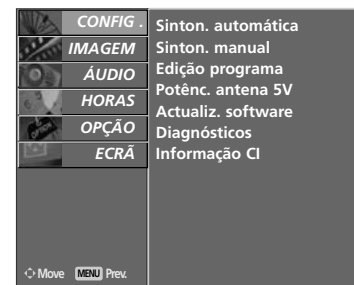 CONFIG .
IMAGEM
ÁUDIO
HORAS
OPÇÃO
ECRÃ
Sinton. automática
Sinton. manual
Edição programa
Potênc. antena 5V
Actualiz. software
Diagnósticos
Informação CI
Move MENU Prev.